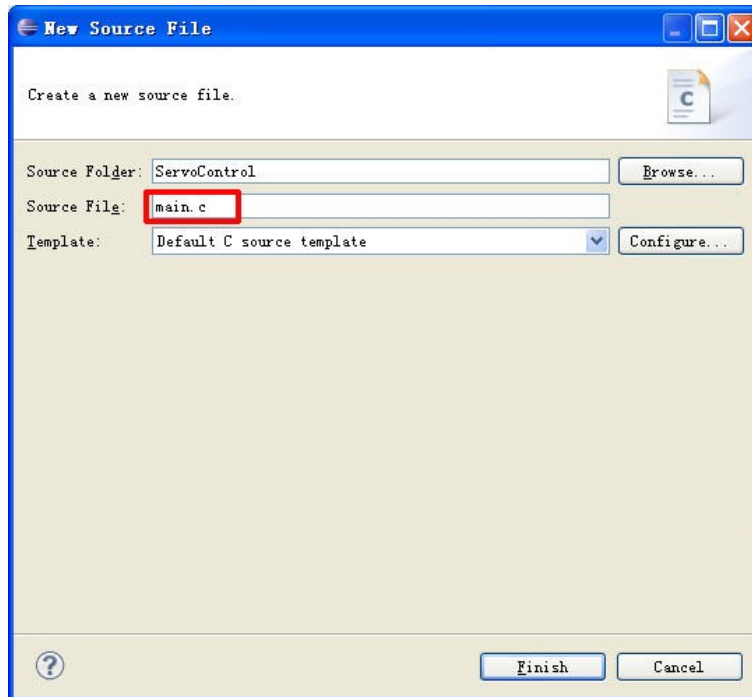 New Source File
Create a new source file.
C
Source Folder: ServoControl Browse...
Source File: main.c
Template: Default C source template Configure...
? Finish Cancel